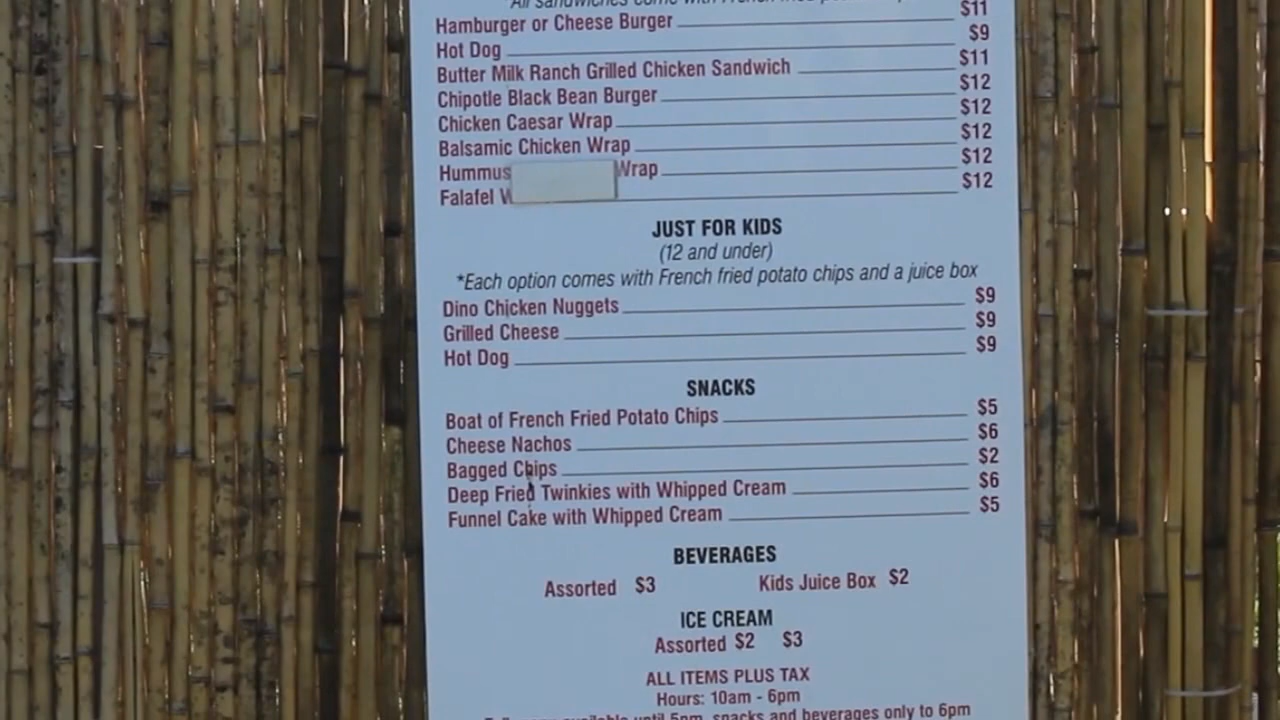 *All sandwiches come with French fried
Hamburger or Cheese Burger $11
Hot Dog $9
Butter Milk Ranch Grilled Chicken Sandwich $11
Chipotle Black Bean Burger $12
Chicken Caesar Wrap $12
Balsamic Chicken Wrap $12
Hummus Wrap $12
Falafel $12
JUST FOR KIDS
(12 and under)
*Each option comes with French fried potato chips and a juice box
Dino Chicken Nuggets $9
Grilled Cheese $9
Hot Dog $9
SNACKS
Boat of French Fried Potato Chips $5
Cheese Nachos $6
Bagged Chips $2
Deep Fried Twinkies with Whipped Cream $6
Funnel Cake with Whipped Cream $5
BEVERAGES
Assorted $3 Kids Juice Box $2
ICE CREAM
Assorted $2 $3
ALL ITEMS PLUS TAX
Hours: 10am - 6pm
available until 5pm, snacks and beverages only to 6pm